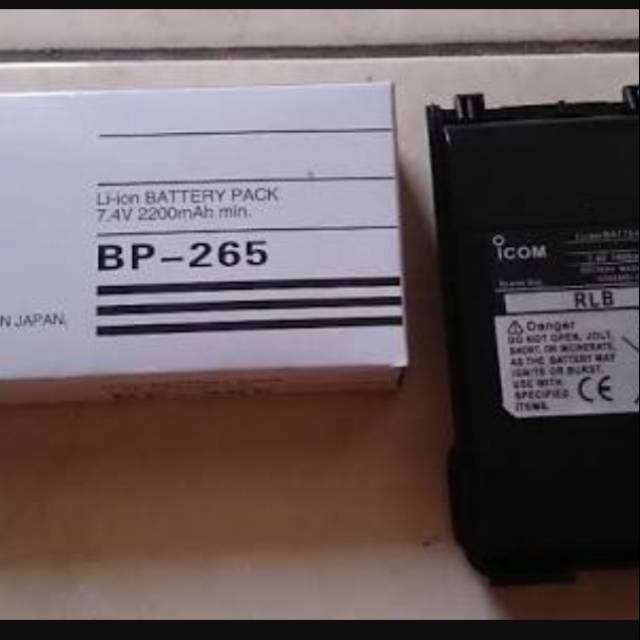 Li-ion BATTERY PACK
7.4V 2200mAh min.
BP-265
N JAPAN,
ICOM
RLB
⚠ Danger
DO NOT OPEN, JOLT,
SHORT OR INCINERATE,
AS THE BATTERY MAY
IGNITE OR BURST.
USE WITH
SPECIFIED
ITEMS.
CE